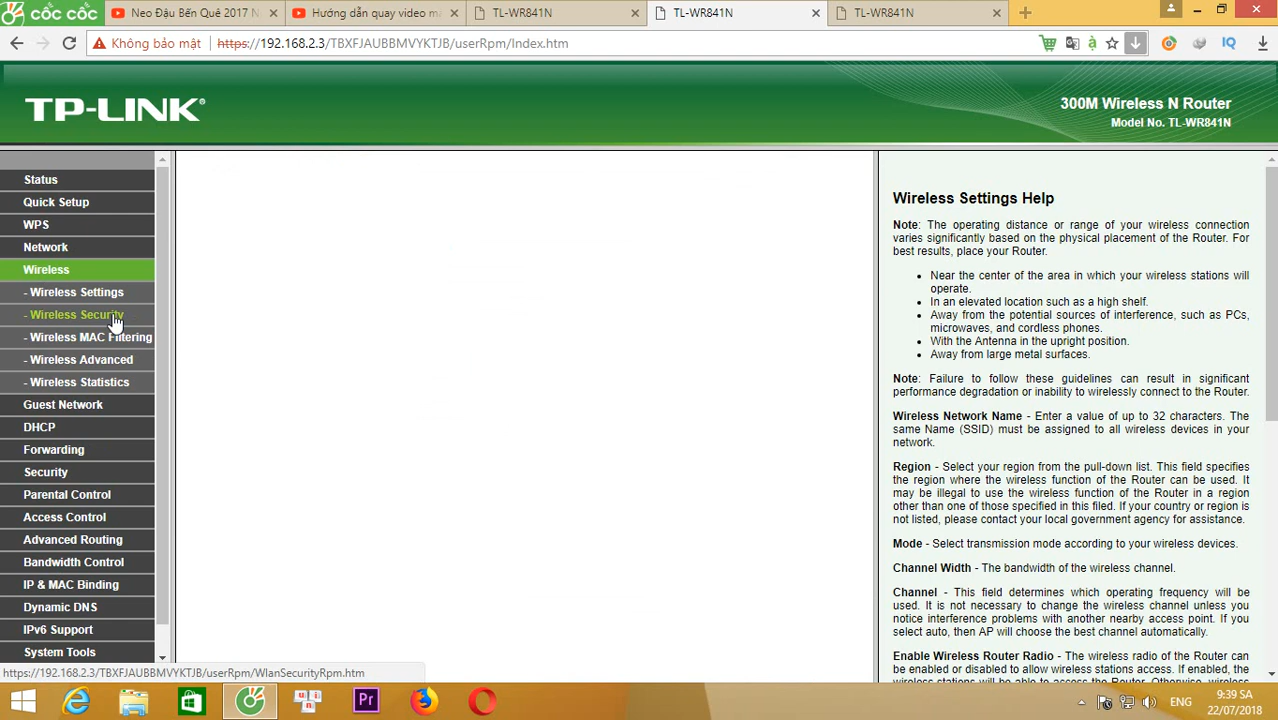 CỐC CỐC
Neo Đậu Bến Quê 2017 N
Hướng dẫn quay video mà
TL-WR841N
TL-WR841N
TL-WR841N
Không bảo mật
https://192.168.2.3/TBXFJAUBBMVYKTJB/userRpm/Index.htm
IQ
TP-LINK
300M Wireless N Router
Model No. TL-WR841N
Status
Quick Setup
WPS
Network
Wireless
- Wireless Settings
- Wireless Security
- Wireless MAC Filtering
- Wireless Advanced
- Wireless Statistics
Guest Network
DHCP
Forwarding
Security
Parental Control
Access Control
Advanced Routing
Bandwidth Control
IP & MAC Binding
Dynamic DNS
IPv6 Support
System Tools
Wireless Settings Help
Note: The operating distance or range of your wireless connection
varies significantly based on the physical placement of the Router. For
best results, place your Router.
Near the center of the area in which your wireless stations will
operate.
In an elevated location such as a high shelf.
Away from the potential sources of interference, such as PCs,
microwaves, and cordless phones.
With the Antenna in the upright position.
Away from large metal surfaces.
Note: Failure to follow these guidelines can result in significant
performance degradation or inability to wirelessly connect to the Router.
Wireless Network Name - Enter a value of up to 32 characters. The
same Name (SSID) must be assigned to all wireless devices in your
network.
Region - Select your region from the pull-down list. This field specifies
the region where the wireless function of the Router can be used. It
may be illegal to use the wireless function of the Router in a region
other than one of those specified in this filed. If your country or region is
not listed, please contact your local government agency for assistance.
Mode - Select transmission mode according to your wireless devices.
Channel Width - The bandwidth of the wireless channel.
Channel - This field determines which operating frequency will be
used. It is not necessary to change the wireless channel unless you
notice interference problems with another nearby access point. If you
select auto, then AP will choose the best channel automatically.
Enable Wireless Router Radio - The wireless radio of the Router can
be enabled or disabled to allow wireless stations access. If enabled, the
https://192.168.2.3/TBXFJAUBBMVYKTJB/userRpm/WlanSecurityRpm.htm
Pr
ENG
9:39 SA
22/07/2018